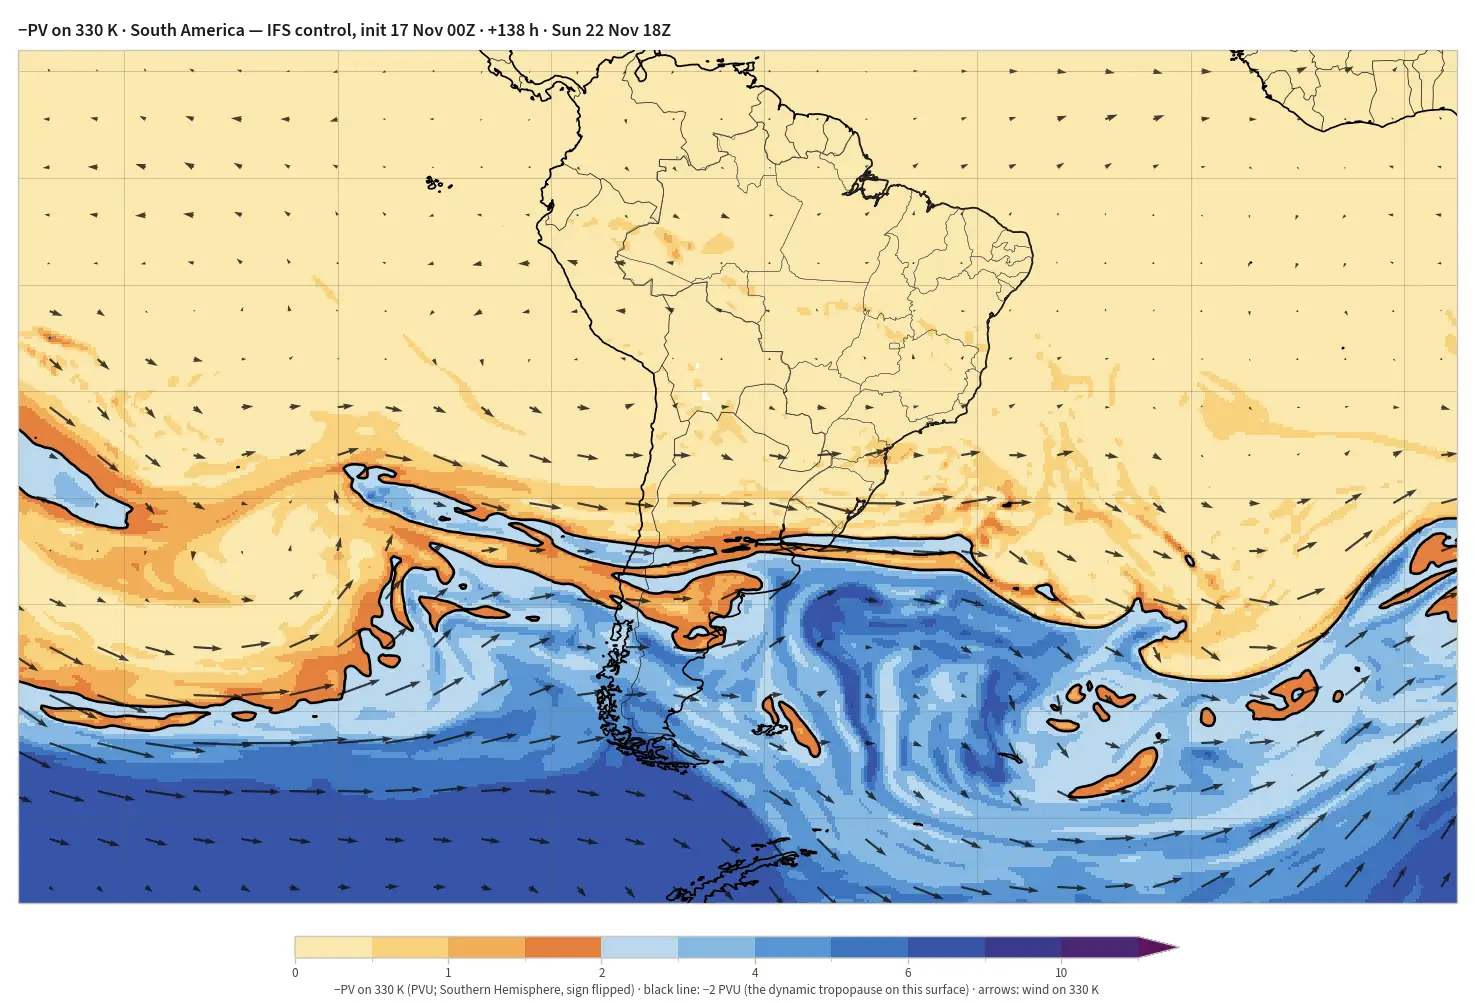 −PV on 330 K · South America — IFS control, init 17 Nov 00Z · +138 h · Sun 22 Nov 18Z
0 1 2 4 6 10
−PV on 330 K (PVU; Southern Hemisphere, sign flipped) · black line: −2 PVU (the dynamic tropopause on this surface) · arrows: wind on 330 K